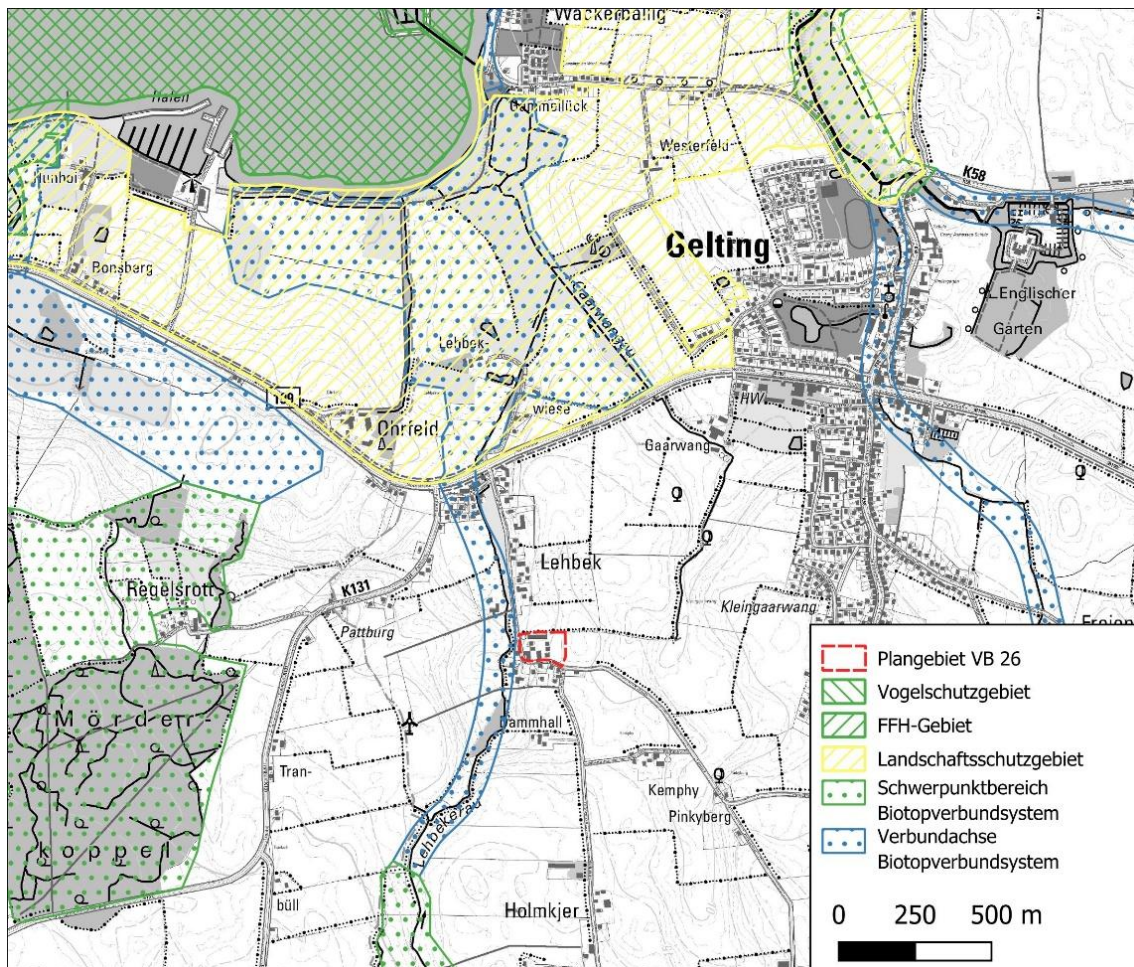 Wackerballig
Hafen
Gammellück
Westerfeld
K58
Gelting
Englischer
Garten
Gaarwangau
Lehbek-
wiese
HW
Gaarwang
Lehbek
Regelsrott
K131
Pattburg
Kleingaarwang
Mörder-
koppel
Dammhall
Tran-
büll
Kemphy
Pinkyberg
Lehbekerau
Holmkjer
Plangebiet VB 26
Vogelschutzgebiet
FFH-Gebiet
Landschaftsschutzgebiet
Schwerpunktbereich
Biotopverbundsystem
Verbundachse
Biotopverbundsystem
0 250 500 m